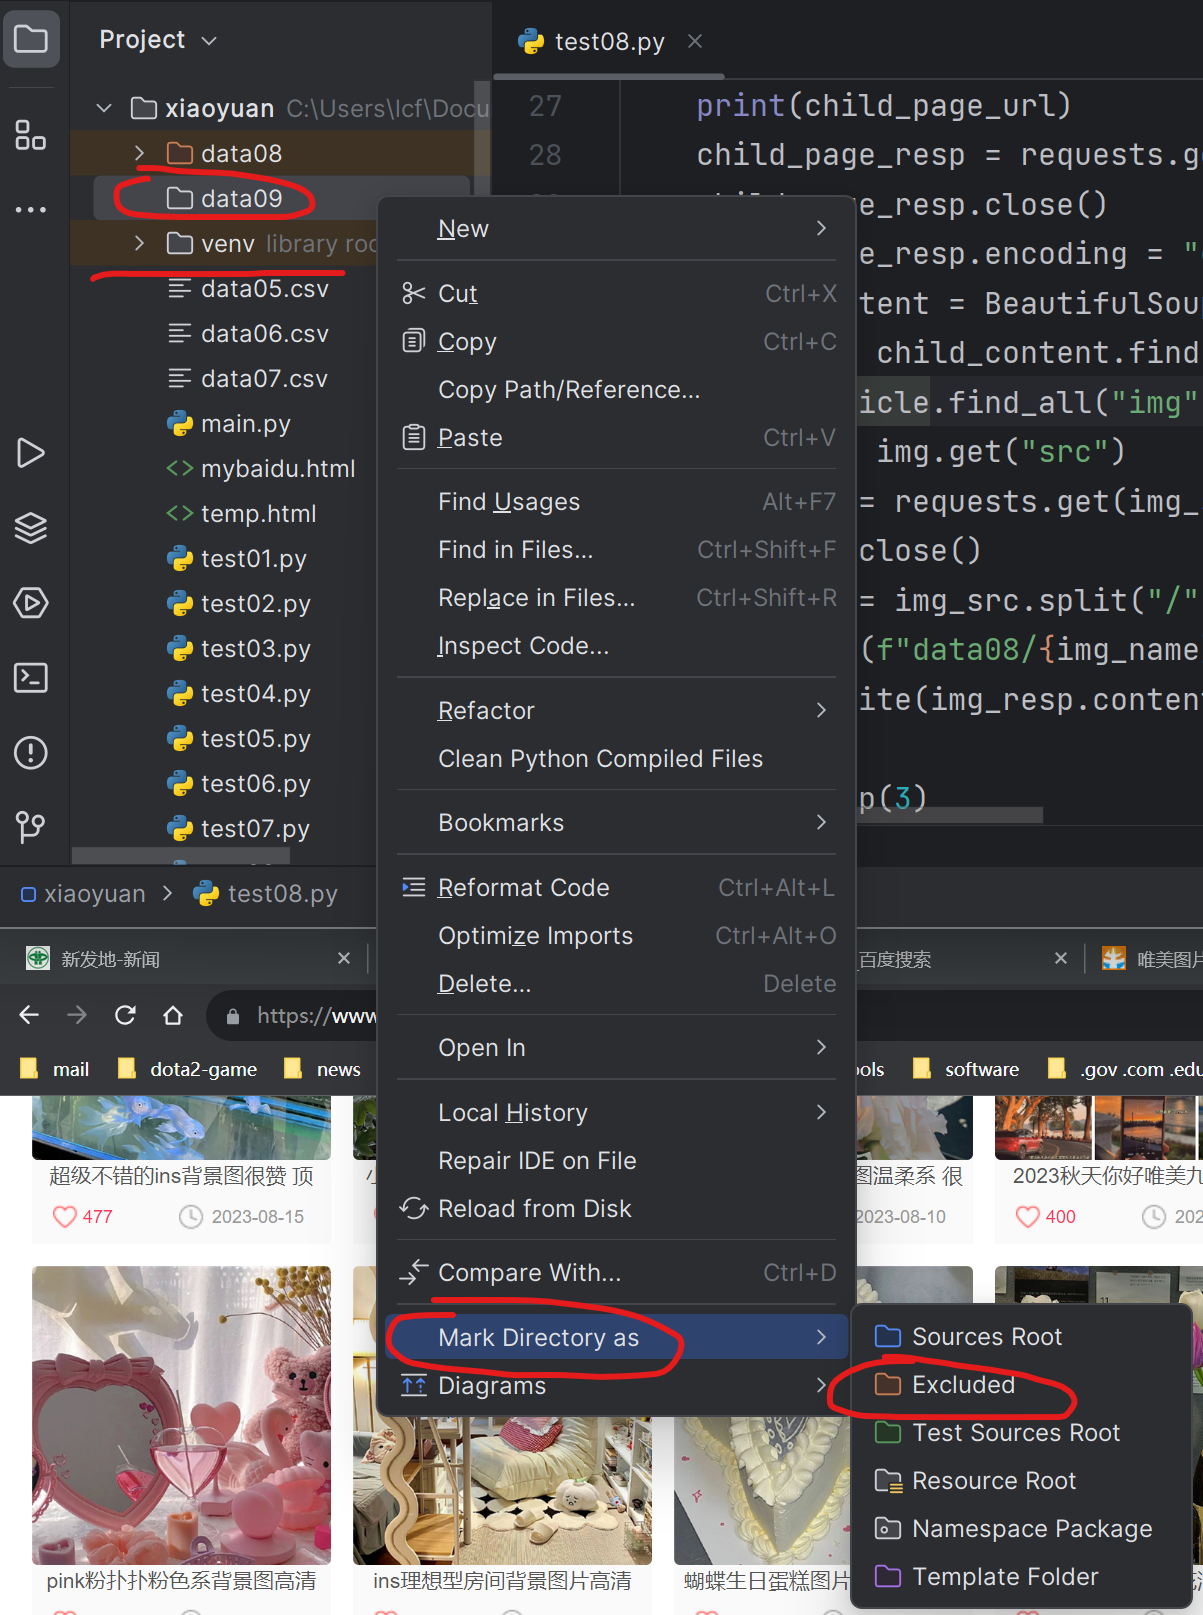 Project
test08.py
xiaoyuan C:\Users\lcf\Docu
data08
data09
venv library roo
data05.csv
data06.csv
data07.csv
main.py
mybaidu.html
temp.html
test01.py
test02.py
test03.py
test04.py
test05.py
test06.py
test07.py
27 print(child_page_url)
28 child_page_resp = requests.ge
ge_resp.close()
e_resp.encoding = "
tent = BeautifulSoup
child_content.find
icle.find_all("img"
img.get("src")
= requests.get(img_
close()
= img_src.split("/"
(f"data08/{img_name
ite(img_resp.conten
p(3)
New
Cut Ctrl+X
Copy Ctrl+C
Copy Path/Reference...
Paste Ctrl+V
Find Usages Alt+F7
Find in Files... Ctrl+Shift+F
Replace in Files... Ctrl+Shift+R
Inspect Code...
Refactor
Clean Python Compiled Files
Bookmarks
Reformat Code Ctrl+Alt+L
Optimize Imports Ctrl+Alt+O
Delete... Delete
Open In
Local History
Repair IDE on File
Reload from Disk
Compare With... Ctrl+D
Mark Directory as
Diagrams
Sources Root
Excluded
Test Sources Root
Resource Root
Namespace Package
Template Folder
xiaoyuan > test08.py
新发地-新闻
百度搜索
唯美图片
https://www
mail
dota2-game
news
ols
software
.gov .com .edu
超级不错的ins背景图很赞 顶
图温柔系 很
2023秋天你好唯美九
477 2023-08-15
2023-08-10
400 202
pink粉扑扑粉色系背景图高清
ins理想型房间背景图片高清
蝴蝶生日蛋糕图片